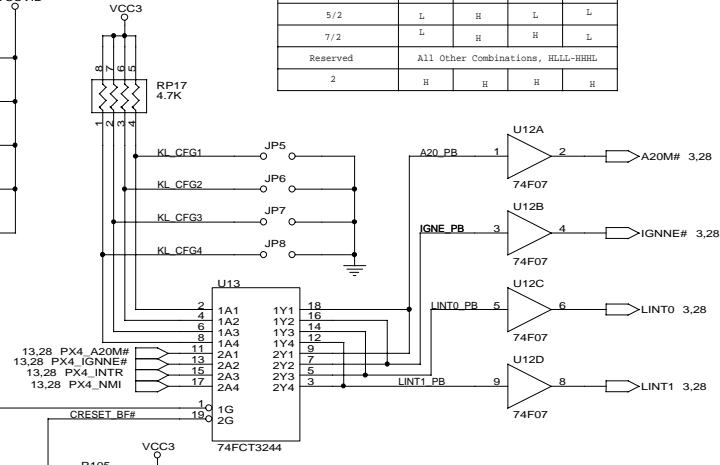 VCC3
5/2 L H L L
7/2 L H H L
Reserved All Other Combinations, HLLL-HHHL
2 H H H H
8 7 6 5
RP17
4.7K
1 2 3 4
KL_CFG1 JP5
KL_CFG2 JP6
KL_CFG3 JP7
KL_CFG4 JP8
U12A
A20_PB 1 2 A20M# 3,28
74F07
U12B
IGNE_PB 3 4 IGNNE# 3,28
74F07
U12C
LINT0_PB 5 6 LINT0 3,28
74F07
U12D
LINT1_PB 9 8 LINT1 3,28
74F07
U13
2 1A1 1Y1 18
4 1A2 1Y2 16
6 1A3 1Y3 14
8 1A4 1Y4 12
13,28 PX4_A20M# 11 2A1 2Y1 9
13,28 PX4_IGNNE# 13 2A2 2Y2 7
13,28 PX4_INTR 15 2A3 2Y3 5
13,28 PX4_NMI 17 2A4 2Y4 3
1 1G
CRESET_BF# 19 2G
74FCT3244
VCC3